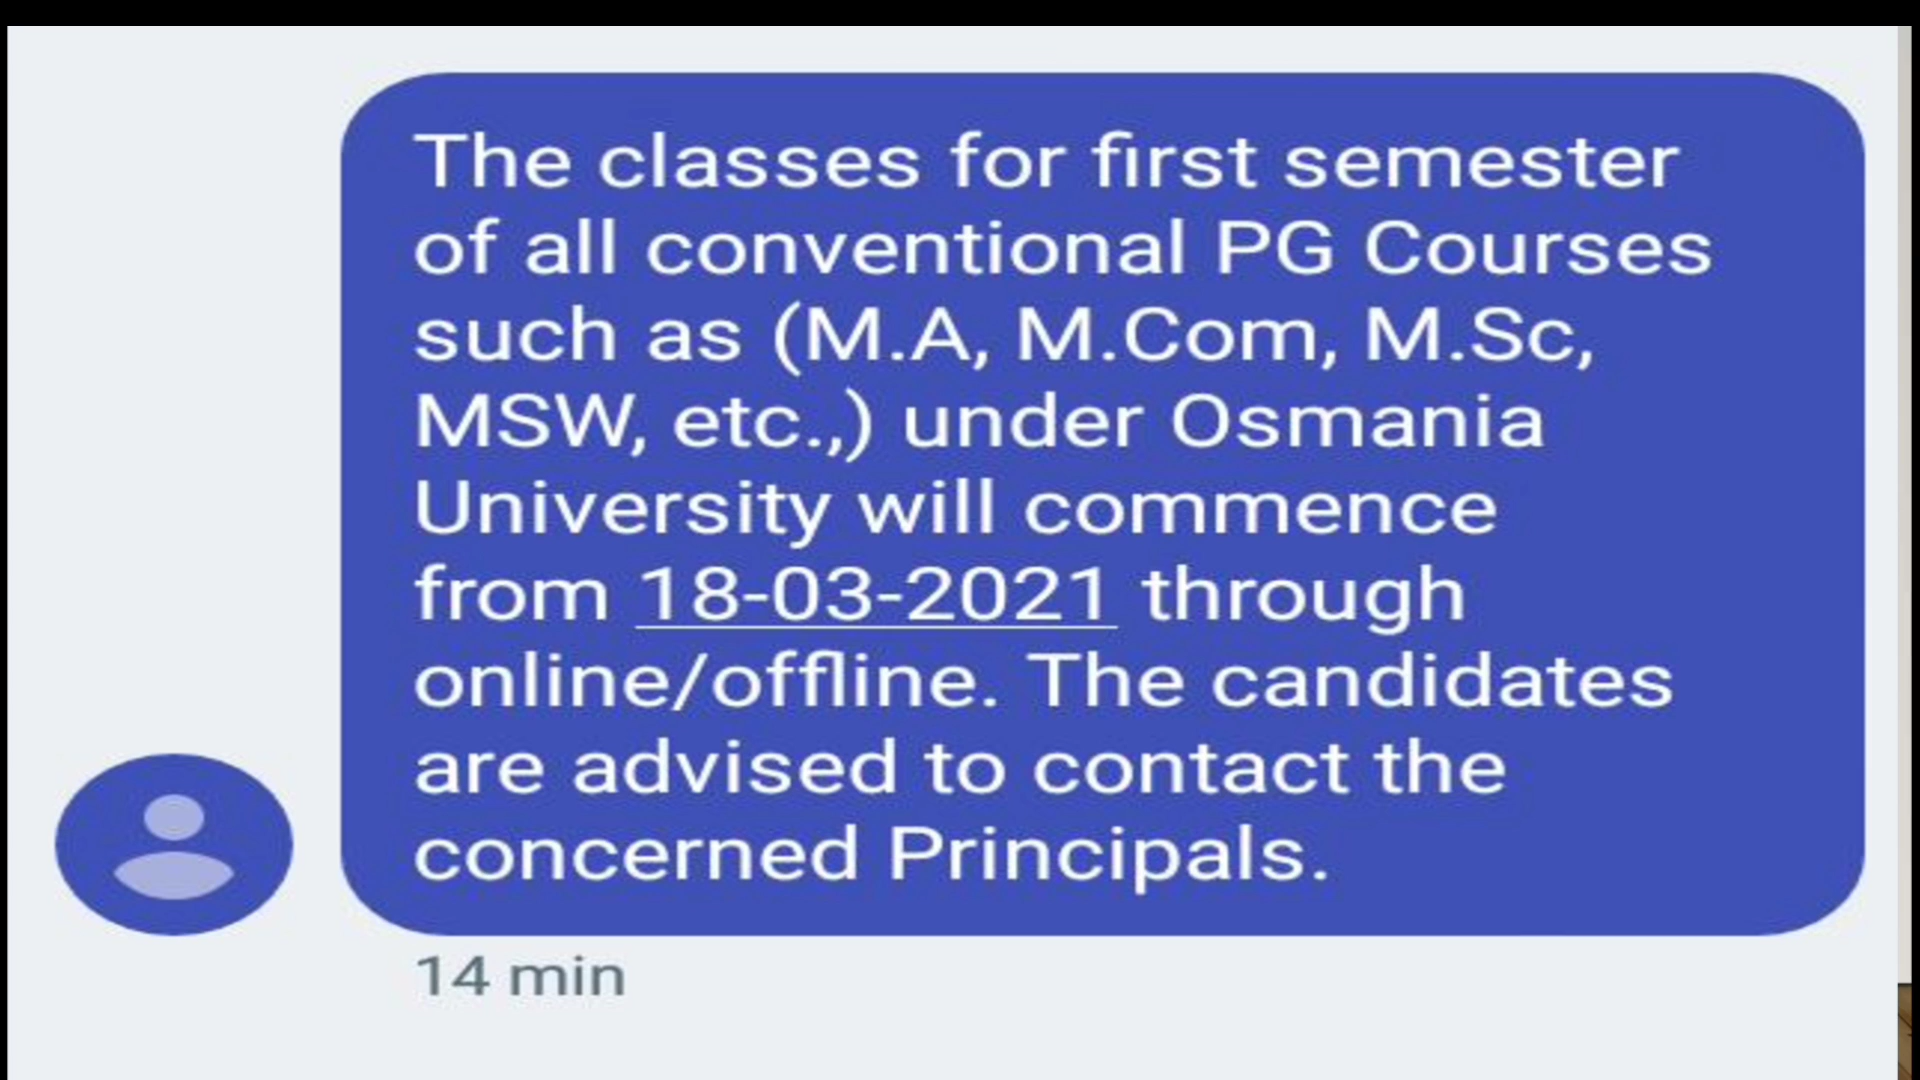 The classes for first semester
of all conventional PG Courses
such as (M.A, M.Com, M.Sc,
MSW, etc.,) under Osmania
University will commence
from 18-03-2021 through
online/offline. The candidates
are advised to contact the
concerned Principals.
14 min